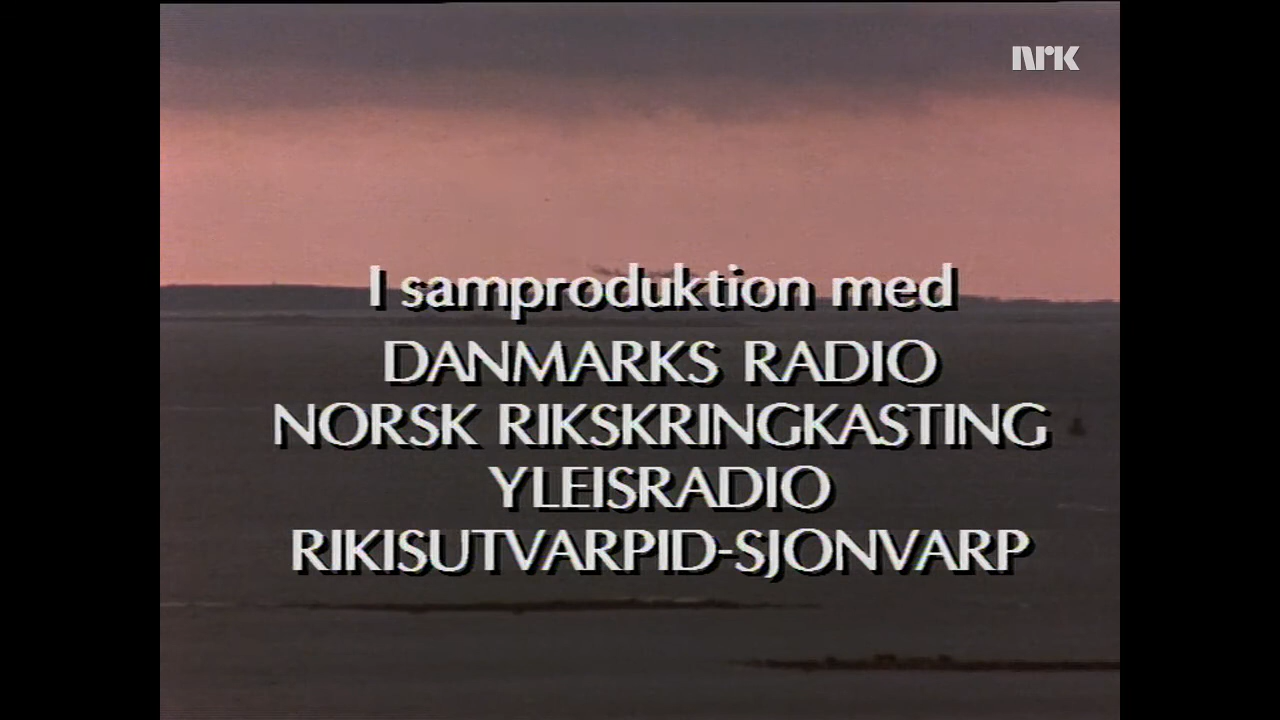 NRK
I samproduktion med
DANMARKS RADIO
NORSK RIKSKRINGKASTING
YLEISRADIO
RIKISUTVARPID-SJONVARP